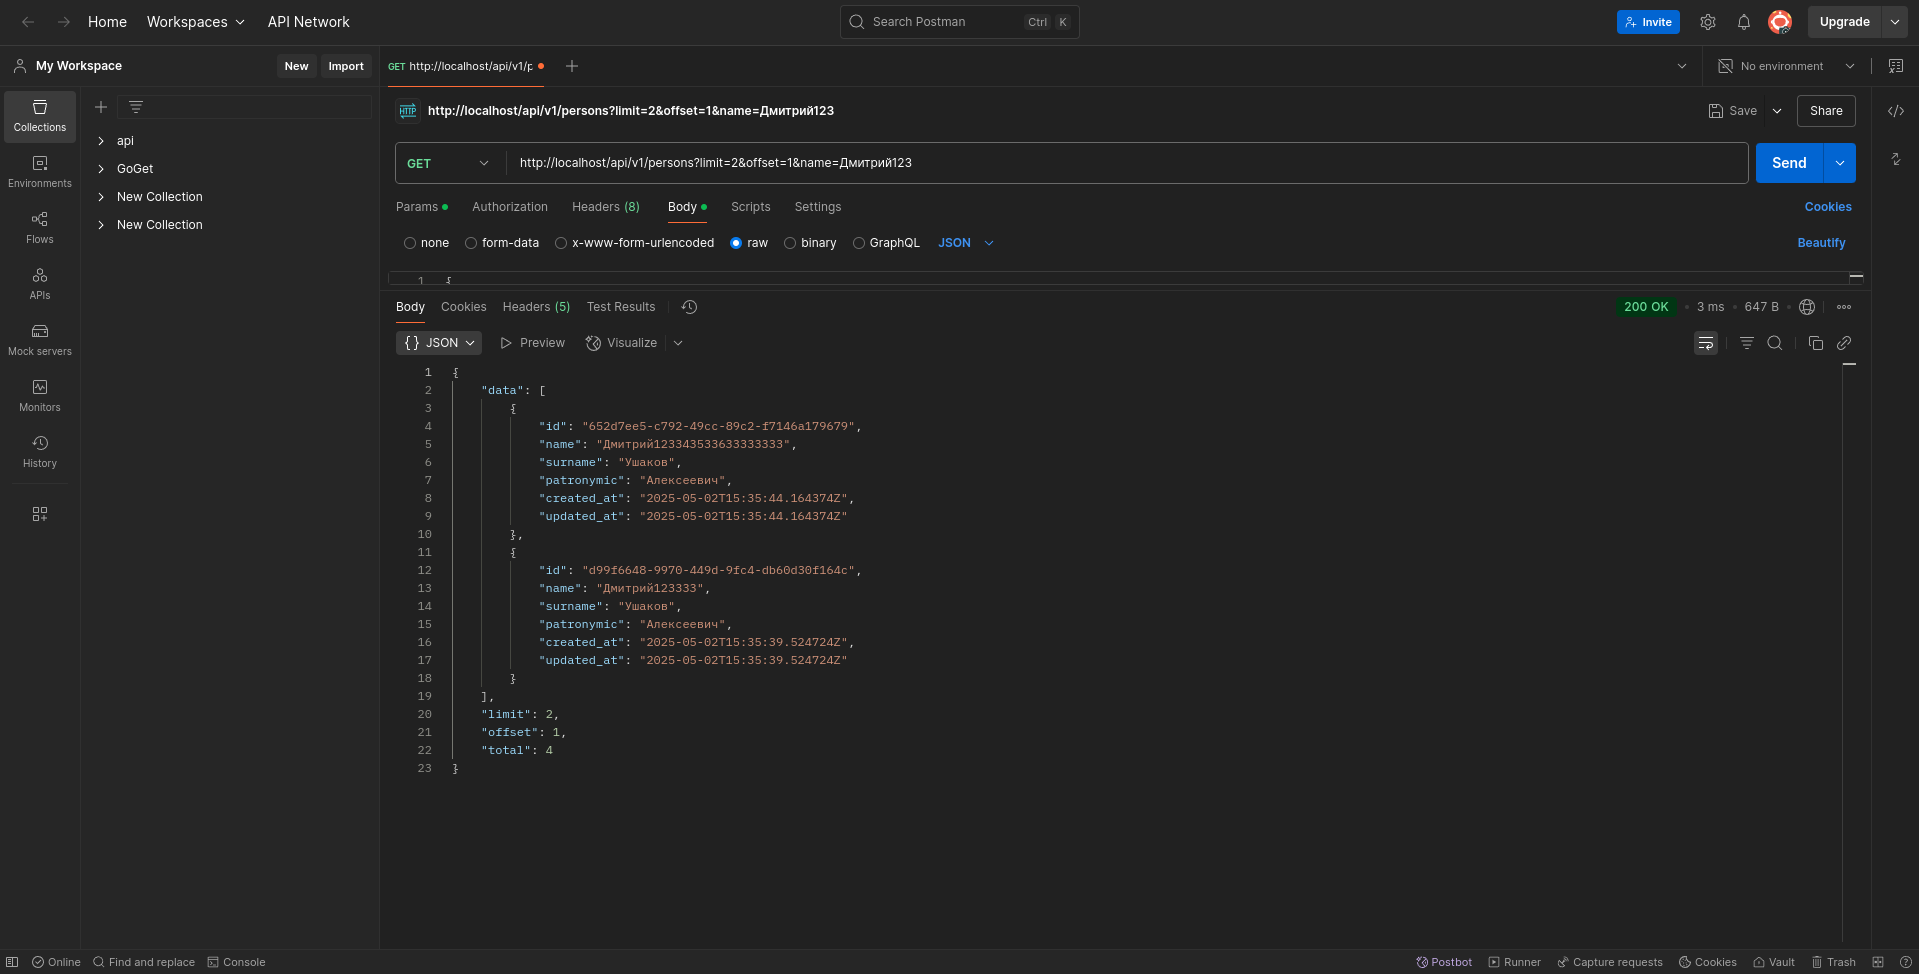 Home Workspaces API Network Search Postman Ctrl K Invite Upgrade
My Workspace New Import GET http://localhost/api/v1/p No environment
Collections
Environments
Flows
APIs
Mock servers
Monitors
History
api
GoGet
New Collection
New Collection
HTTP http://localhost/api/v1/persons?limit=2&offset=1&name=Дмитрий123 Save Share
GET http://localhost/api/v1/persons?limit=2&offset=1&name=Дмитрий123 Send
Params Authorization Headers (8) Body Scripts Settings Cookies
none form-data x-www-form-urlencoded raw binary GraphQL JSON Beautify
1 {
Body Cookies Headers (5) Test Results 200 OK • 3 ms • 647 B
{} JSON Preview Visualize
1 {
2 "data": [
3 {
4 "id": "652d7ee5-c792-49cc-89c2-f7146a179679",
5 "name": "Дмитрий123343533633333333",
6 "surname": "Ушаков",
7 "patronymic": "Алексеевич",
8 "created_at": "2025-05-02T15:35:44.164374Z",
9 "updated_at": "2025-05-02T15:35:44.164374Z"
10 },
11 {
12 "id": "d99f6648-9970-449d-9fc4-db60d30f164c",
13 "name": "Дмитрий123333",
14 "surname": "Ушаков",
15 "patronymic": "Алексеевич",
16 "created_at": "2025-05-02T15:35:39.524724Z",
17 "updated_at": "2025-05-02T15:35:39.524724Z"
18 }
19 ],
20 "limit": 2,
21 "offset": 1,
22 "total": 4
23 }
Online Find and replace Console Postbot Runner Capture requests Cookies Vault Trash